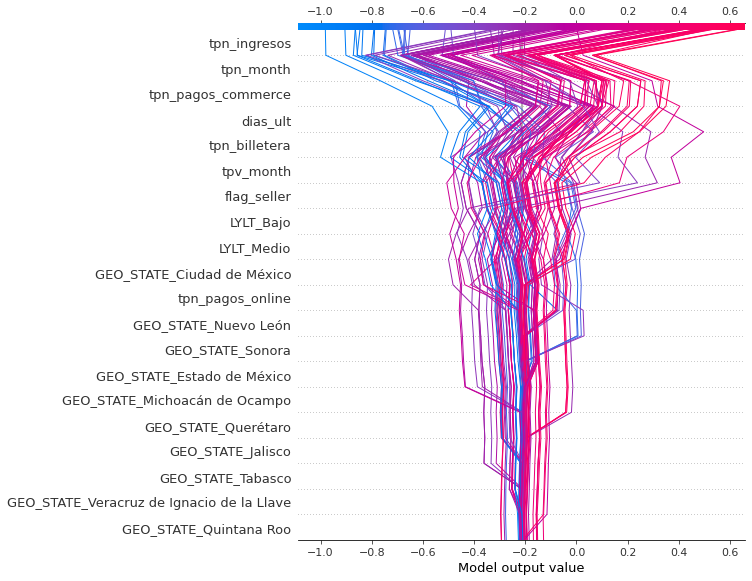 −1.0 −0.8 −0.6 −0.4 −0.2 0.0 0.2 0.4 0.6
tpn_ingresos
tpn_month
tpn_pagos_commerce
dias_ult
tpn_billetera
tpv_month
flag_seller
LYLT_Bajo
LYLT_Medio
GEO_STATE_Ciudad de México
tpn_pagos_online
GEO_STATE_Nuevo León
GEO_STATE_Sonora
GEO_STATE_Estado de México
GEO_STATE_Michoacán de Ocampo
GEO_STATE_Querétaro
GEO_STATE_Jalisco
GEO_STATE_Tabasco
GEO_STATE_Veracruz de Ignacio de la Llave
GEO_STATE_Quintana Roo
−1.0 −0.8 −0.6 −0.4 −0.2 0.0 0.2 0.4 0.6
Model output value